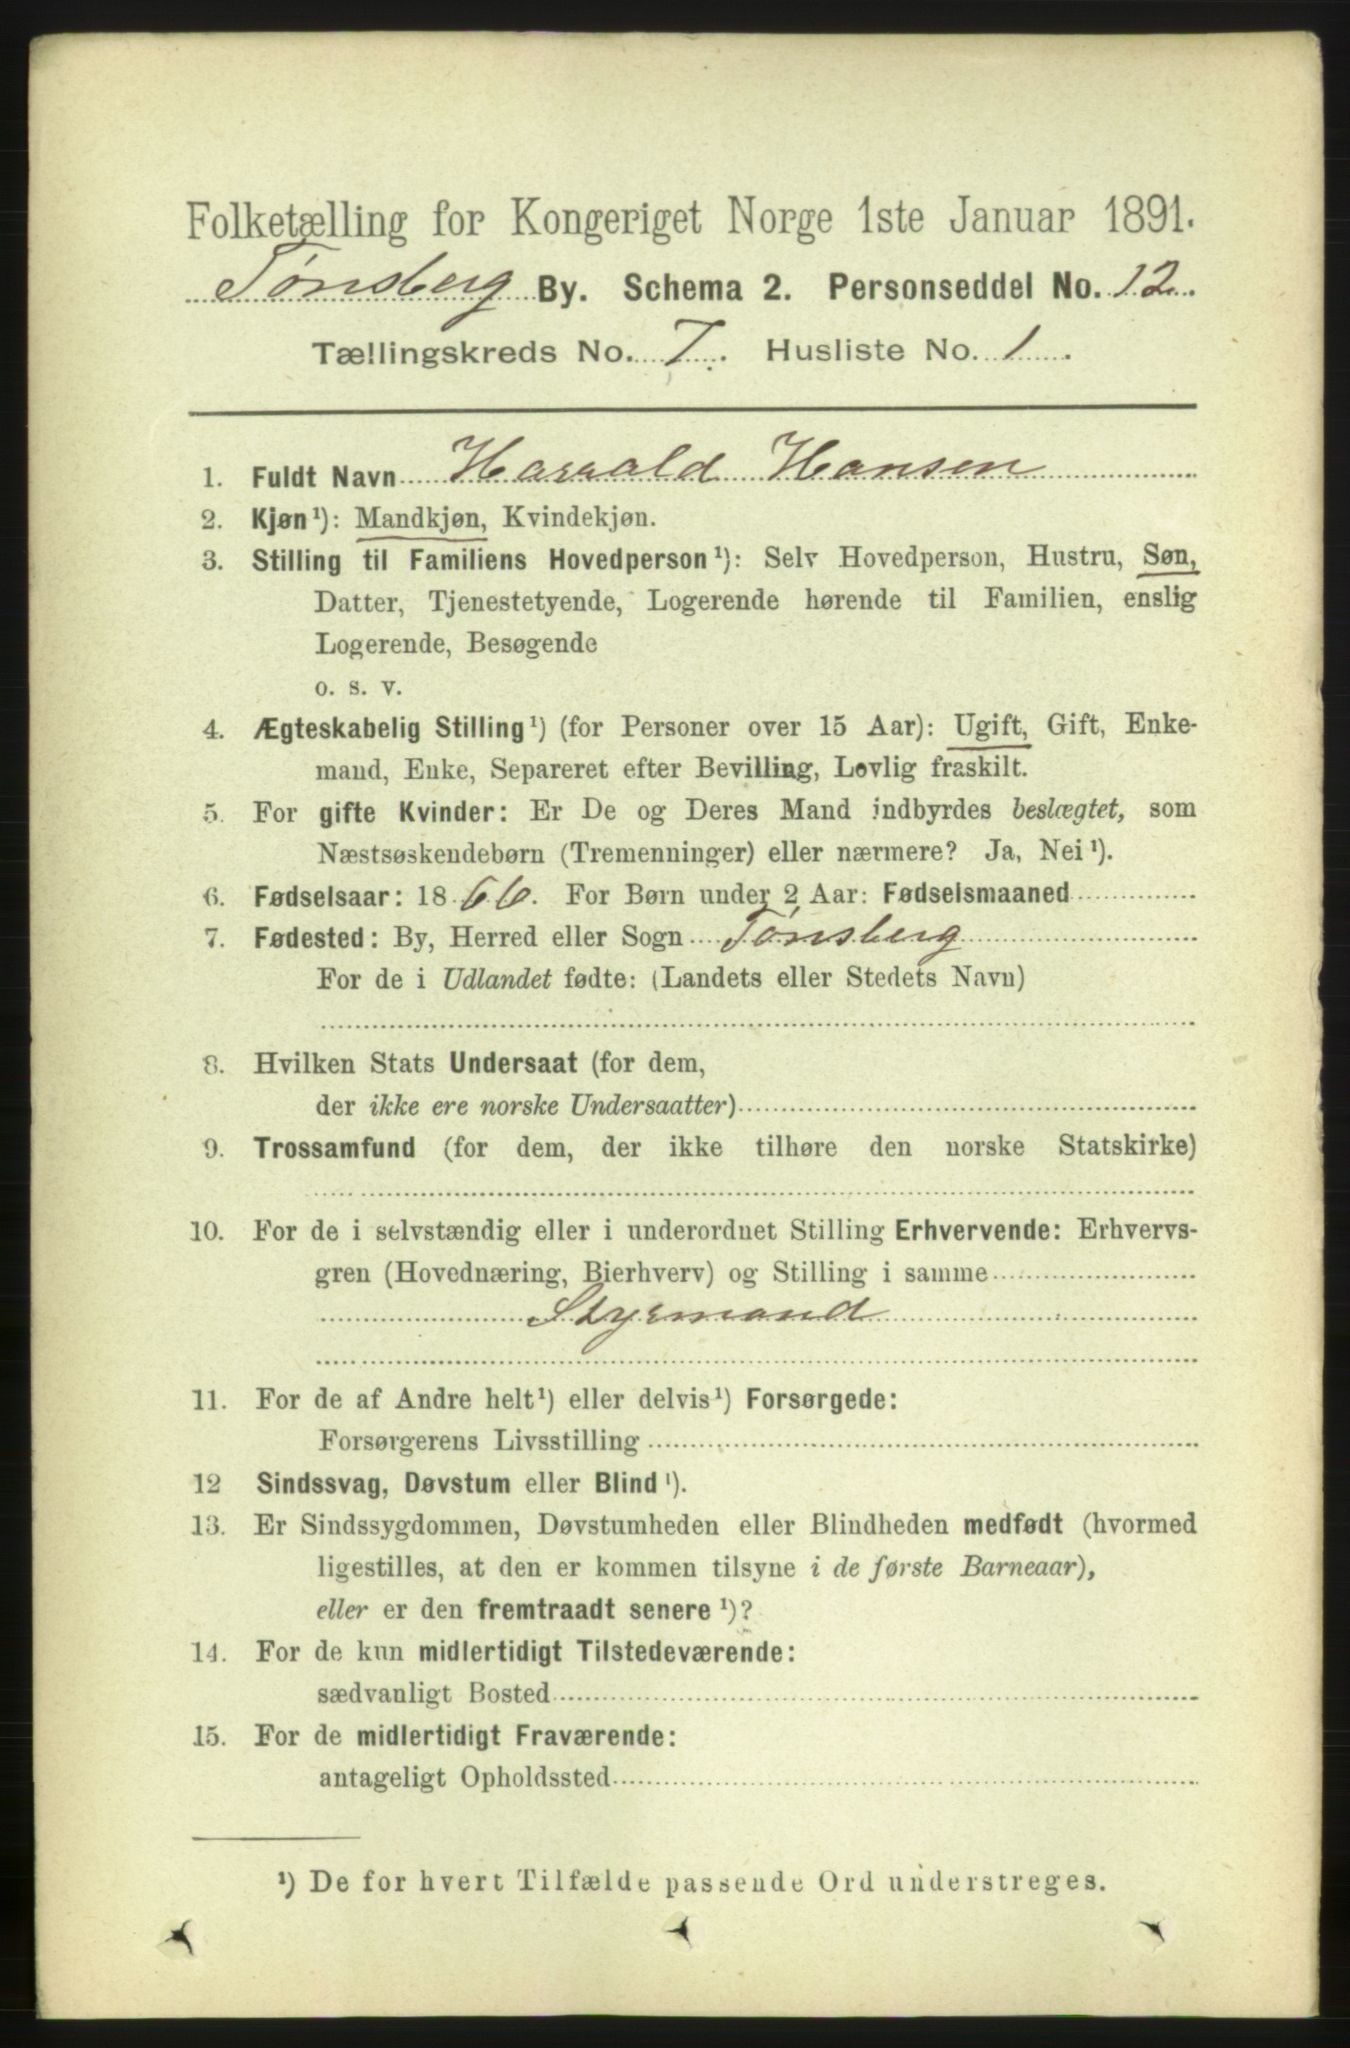 Folketælling for Kongeriget Norge 1ste Januar 1891.
Tønsberg By. Schema 2. Personseddel No. 12.
Tællingskreds No. 7. Husliste No. 1.
1. Fuldt Navn Harald Hansen
2. Kjøn¹): Mandkjøn, Kvindekjøn.
3. Stilling til Familiens Hovedperson¹): Selv Hovedperson, Hustru, Søn,
Datter, Tjenestetyende, Logerende hørende til Familien, enslig
Logerende, Besøgende
o. s. v.
4. Ægteskabelig Stilling¹) (for Personer over 15 Aar): Ugift, Gift, Enke-
mand, Enke, Separeret efter Bevilling, Lovlig fraskilt.
5. For gifte Kvinder: Er De og Deres Mand indbyrdes beslægtet, som
Næstsøskendebørn (Tremenninger) eller nærmere? Ja, Nei¹).
6. Fødselsaar: 1866. For Børn under 2 Aar: Fødselsmaaned
7. Fødested: By, Herred eller Sogn Tønsberg
For de i Udlandet fødte: (Landets eller Stedets Navn)
8. Hvilken Stats Undersaat (for dem,
der ikke ere norske Undersaatter)
9. Trossamfund (for dem, der ikke tilhøre den norske Statskirke)
10. For de i selvstændig eller i underordnet Stilling Erhvervende: Erhvervs-
gren (Hovednæring, Bierhverv) og Stilling i samme
Styrmand
11. For de af Andre helt¹) eller delvis¹) Forsørgede:
Forsørgerens Livsstilling
12 Sindssvag, Døvstum eller Blind¹).
13. Er Sindssygdommen, Døvstumheden eller Blindheden medfødt (hvormed
ligestilles, at den er kommen tilsyne i de første Barneaar),
eller er den fremtraadt senere¹)?
14. For de kun midlertidigt Tilstedeværende:
sædvanligt Bosted
15. For de midlertidigt Fraværende:
antageligt Opholdssted
¹) De for hvert Tilfælde passende Ord understreges.